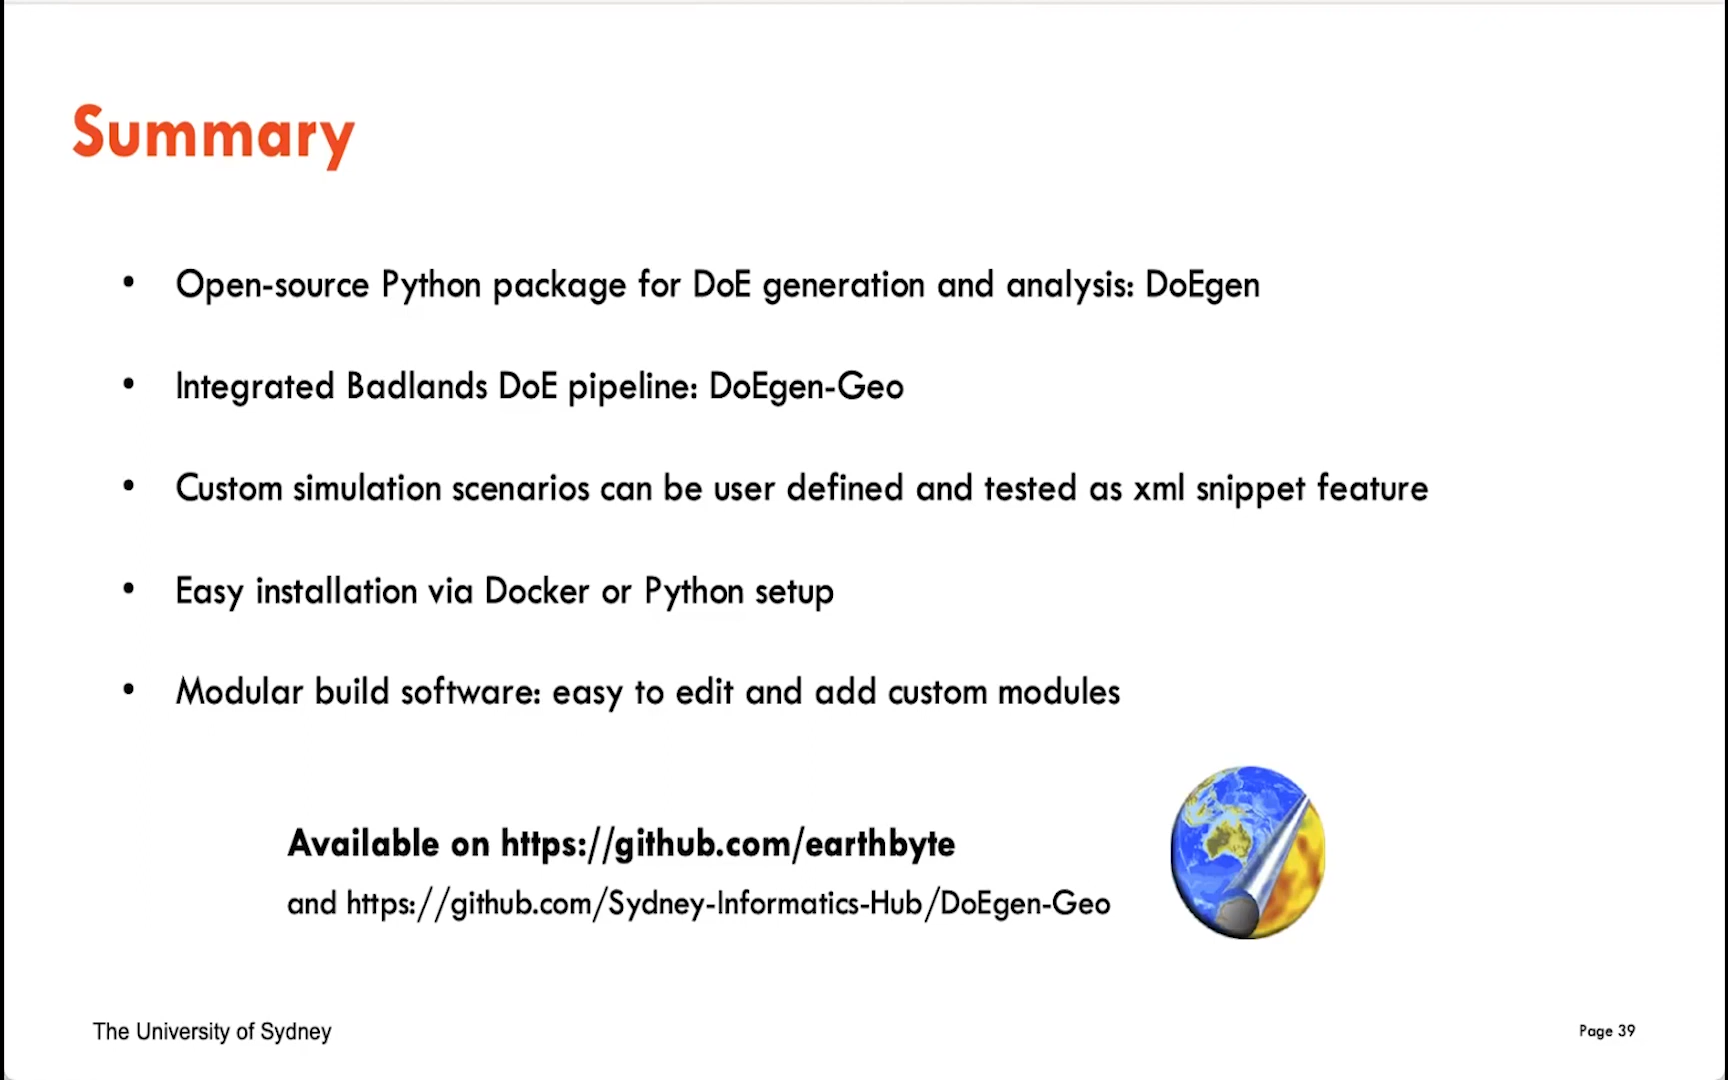 Summary
• Open-source Python package for DoE generation and analysis: DoEgen
• Integrated Badlands DoE pipeline: DoEgen-Geo
• Custom simulation scenarios can be user defined and tested as xml snippet feature
• Easy installation via Docker or Python setup
• Modular build software: easy to edit and add custom modules
Available on https://github.com/earthbyte
and https://github.com/Sydney-Informatics-Hub/DoEgen-Geo
The University of Sydney
Page 39